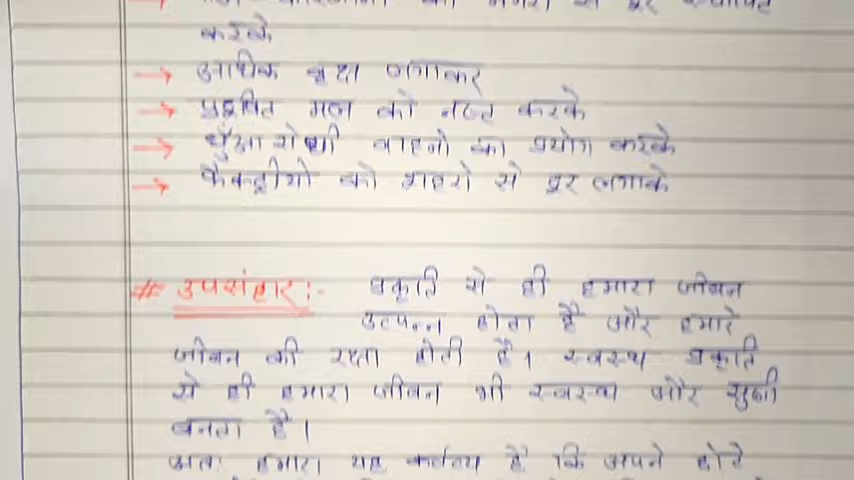 को नगरों से दूर स्थापित
करके
→ अधिक वृक्ष लगाकर
→ प्रदूषित मल को नष्ट करके
→ धुँआ रोधी वाहनों का प्रयोग करके
→ फैक्ट्रीयो को शहरो से दूर लगाके
# उपसंहार:- प्रकृति से ही हमारा जीवन
उत्पन्न होता है और हमारे
जीवन की रक्षा होती है। स्वस्थ प्रकृति
से ही हमारा जीवन भी स्वस्थ और सुखी
बनता है।
अतः हमारा यह कर्तव्य है कि अपने